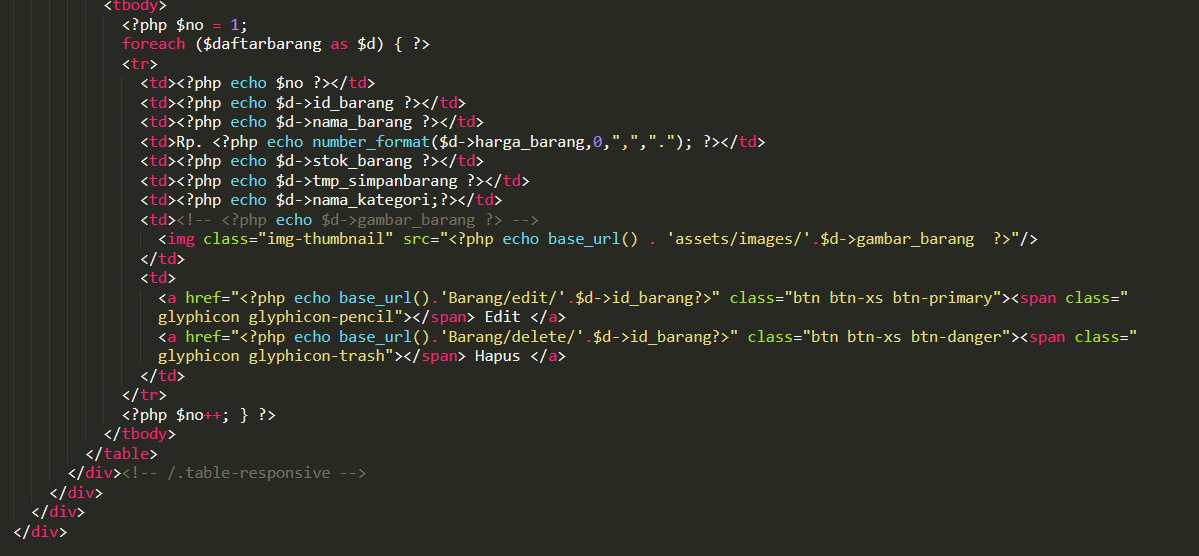 <tbody>
<?php $no = 1;
foreach ($daftarbarang as $d) { ?>
<tr>
<td><?php echo $no ?></td>
<td><?php echo $d->id_barang ?></td>
<td><?php echo $d->nama_barang ?></td>
<td>Rp. <?php echo number_format($d->harga_barang,0,",","."); ?></td>
<td><?php echo $d->stok_barang ?></td>
<td><?php echo $d->tmp_simpanbarang ?></td>
<td><?php echo $d->nama_kategori;?></td>
<td><!-- <?php echo $d->gambar_barang ?> -->
<img class="img-thumbnail" src="<?php echo base_url() . 'assets/images/'.$d->gambar_barang  ?>"/>
</td>
<td>
<a href="<?php echo base_url().'Barang/edit/'.$d->id_barang?>" class="btn btn-xs btn-primary"><span class="
glyphicon glyphicon-pencil"></span> Edit </a>
<a href="<?php echo base_url().'Barang/delete/'.$d->id_barang?>" class="btn btn-xs btn-danger"><span class="
glyphicon glyphicon-trash"></span> Hapus </a>
</td>
</tr>
<?php $no++; } ?>
</tbody>
</table>
</div><!-- /.table-responsive -->
</div>
</div>
</div>